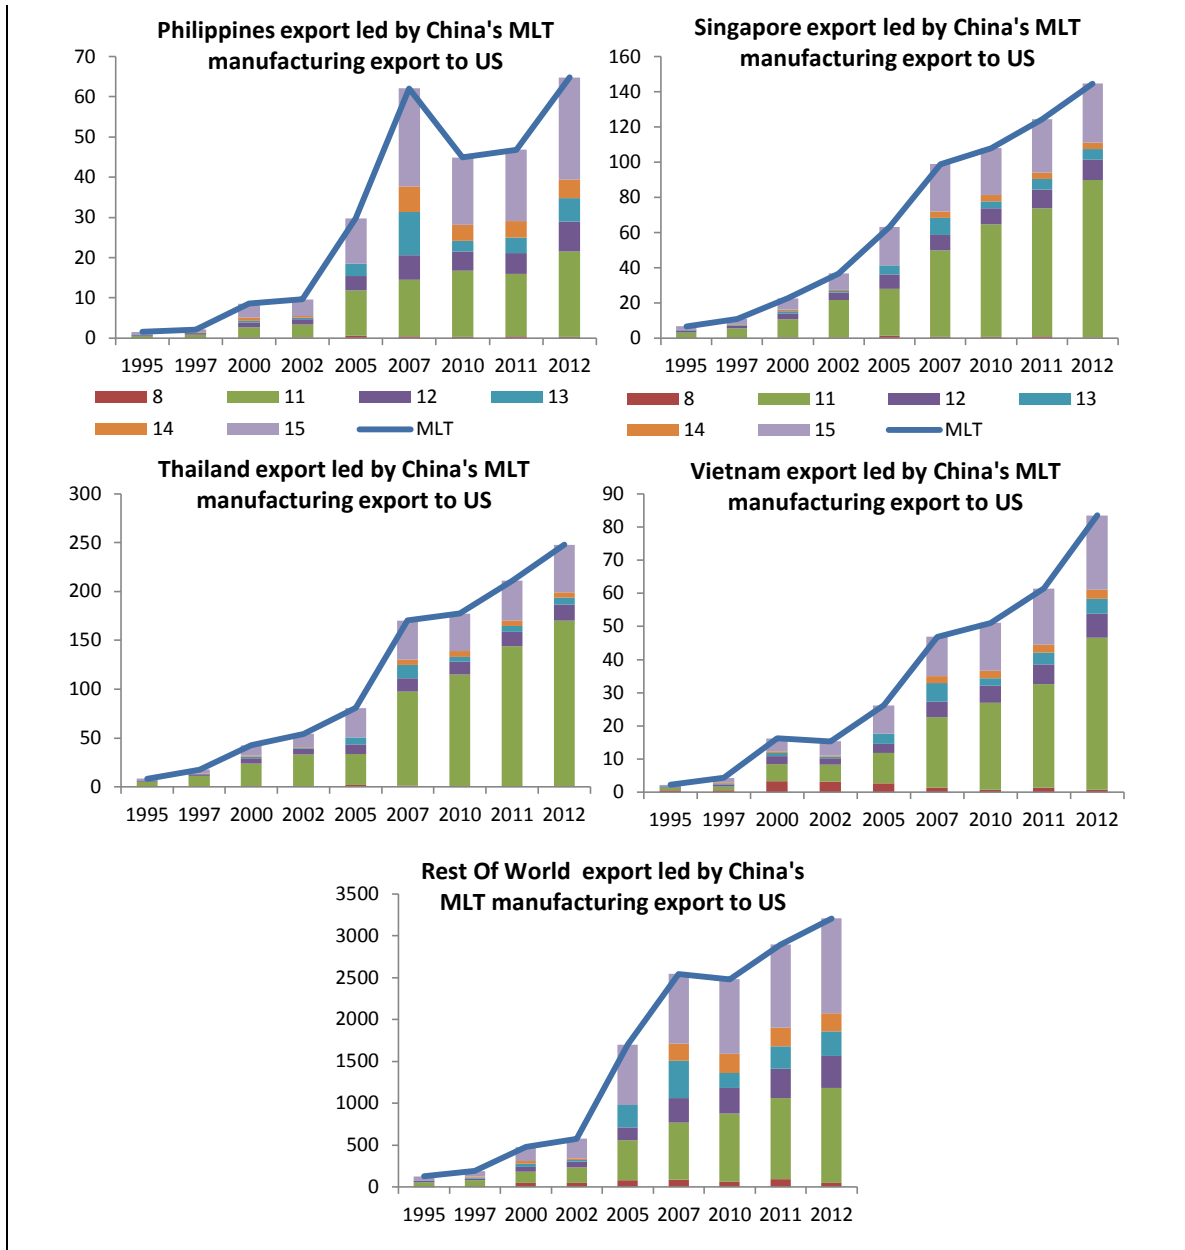 Philippines export led by China's MLT
manufacturing export to US
70
60
50
40
30
20
10
0
1995 1997 2000 2002 2005 2007 2010 2011 2012
8 11 12 13
14 15 MLT
Singapore export led by China's MLT
manufacturing export to US
160
140
120
100
80
60
40
20
0
1995 1997 2000 2002 2005 2007 2010 2011 2012
8 11 12 13
14 15 MLT
Thailand export led by China's MLT
manufacturing export to US
300
250
200
150
100
50
0
1995 1997 2000 2002 2005 2007 2010 2011 2012
Vietnam export led by China's MLT
manufacturing export to US
90
80
70
60
50
40
30
20
10
0
1995 1997 2000 2002 2005 2007 2010 2011 2012
Rest Of World export led by China's
MLT manufacturing export to US
3500
3000
2500
2000
1500
1000
500
0
1995 1997 2000 2002 2005 2007 2010 2011 2012